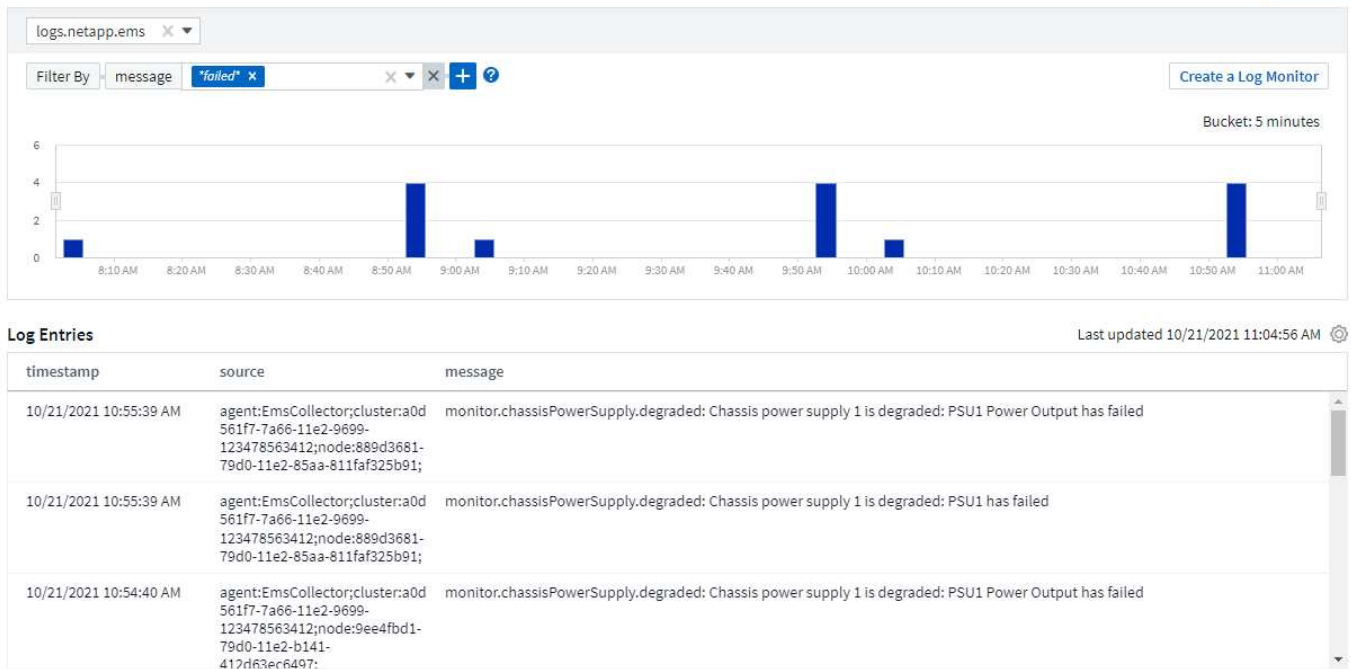 logs.netapp.ems
Filter By message *failed* Create a Log Monitor
Bucket: 5 minutes
6
4
2
0
8:10 AM 8:20 AM 8:30 AM 8:40 AM 8:50 AM 9:00 AM 9:10 AM 9:20 AM 9:30 AM 9:40 AM 9:50 AM 10:00 AM 10:10 AM 10:20 AM 10:30 AM 10:40 AM 10:50 AM 11:00 AM
Log Entries Last updated 10/21/2021 11:04:56 AM
timestamp source message
10/21/2021 10:55:39 AM agent:EmsCollector;cluster:a0d monitor.chassisPowerSupply.degraded: Chassis power supply 1 is degraded: PSU1 Power Output has failed
561f7-7a66-11e2-9699-
123478563412;node:889d3681-
79d0-11e2-85aa-811faf325b91;
10/21/2021 10:55:39 AM agent:EmsCollector;cluster:a0d monitor.chassisPowerSupply.degraded: Chassis power supply 1 is degraded: PSU1 has failed
561f7-7a66-11e2-9699-
123478563412;node:889d3681-
79d0-11e2-85aa-811faf325b91;
10/21/2021 10:54:40 AM agent:EmsCollector;cluster:a0d monitor.chassisPowerSupply.degraded: Chassis power supply 1 is degraded: PSU1 Power Output has failed
561f7-7a66-11e2-9699-
123478563412;node:9ee4fbd1-
79d0-11e2-b141-
412d63ec6497;